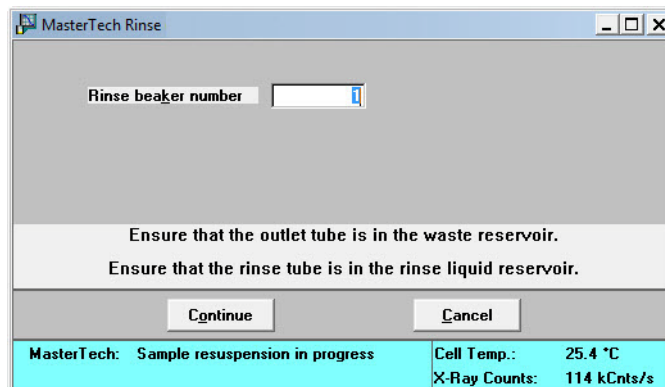 MasterTech Rinse
Rinse beaker number 1
Ensure that the outlet tube is in the waste reservoir.
Ensure that the rinse tube is in the rinse liquid reservoir.
Continue Cancel
MasterTech: Sample resuspension in progress Cell Temp.: 25.4 °C
X-Ray Counts: 114 kCnts/s